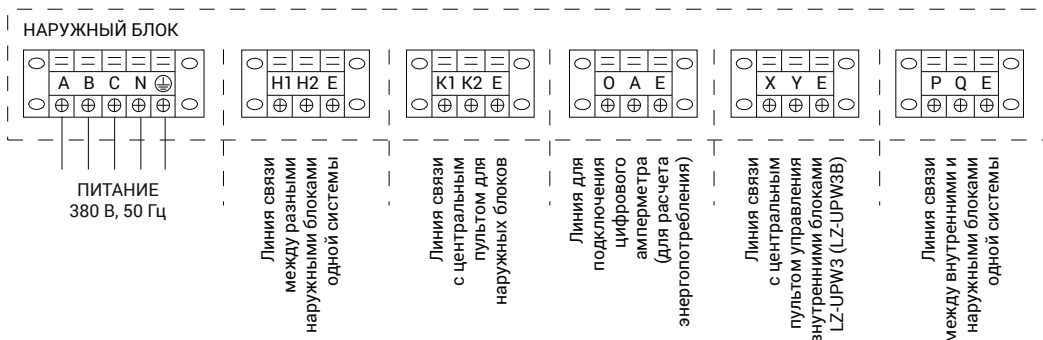 НАРУЖНЫЙ БЛОК
A B C N
H1 H2 E
K1 K2 E
O A E
X Y E
P Q E
ПИТАНИЕ
380 В, 50 Гц
Линия связи
между разными
наружными блоками
одной системы
Линия связи
с центральным
пультом для
наружных блоков
Линия для
подключения
цифрового
амперметра
(для расчета
энергопотребления)
Линия связи
с центральным
пультом управления
внутренними блоками
LZ-UPW3 (LZ-UPW3B)
Линия связи
между внутренними и
наружными блоками
одной системы